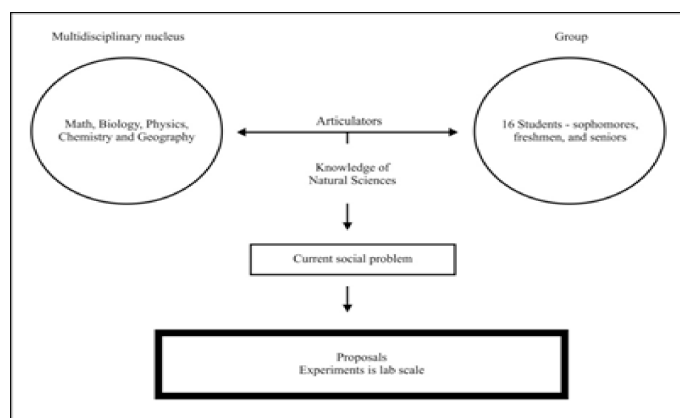 Multidisciplinary nucleus
Group
Math, Biology, Physics,
Chemistry and Geography
Articulators
16 Students - sophomores,
freshmen, and seniors
Knowledge of
Natural Sciences
Current social problem
Proposals
Experiments is lab scale